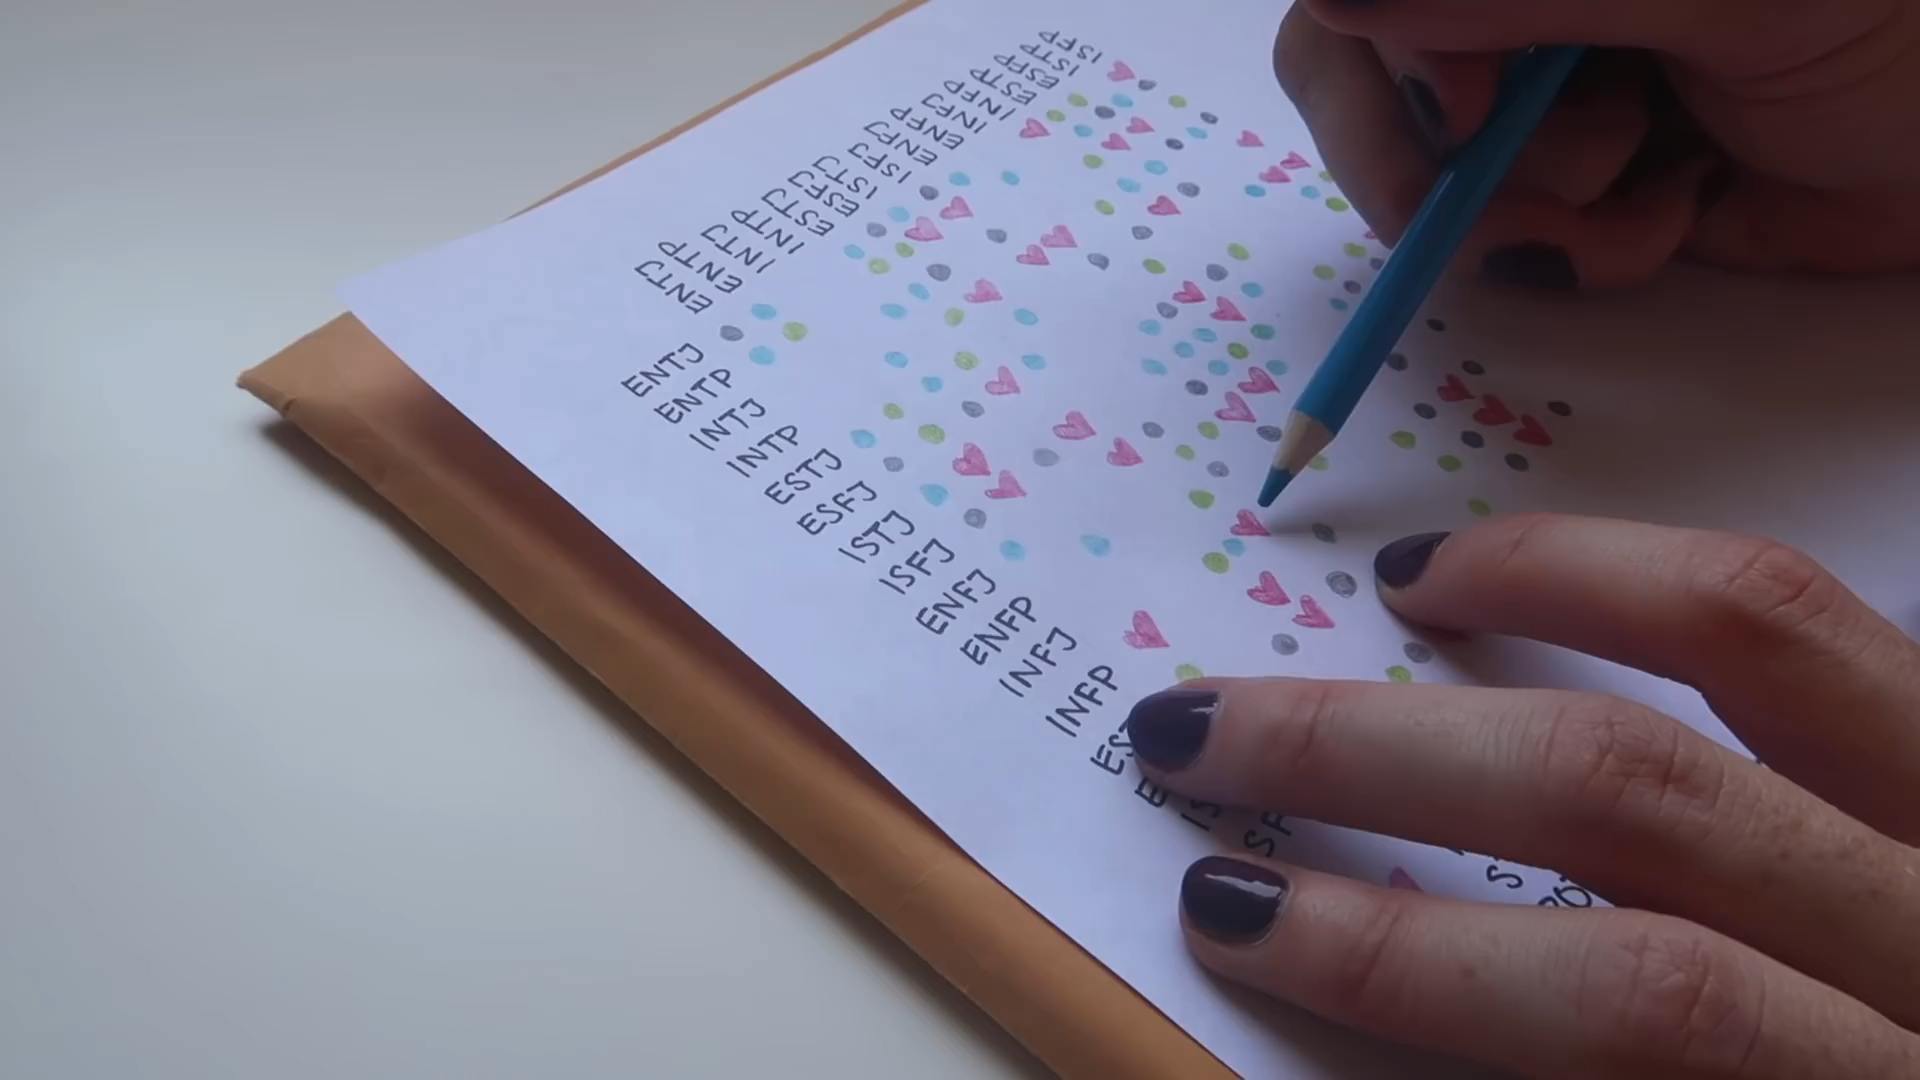 ENTJ
ENTP
INTJ
INTP
ESTJ
ESFJ
ISTJ
ISFJ
ENFJ
ENFP
INFJ
INFP
ESTP
ESFP
ISTP
ISFP
ENTJ
ENTP
INTJ
INTP
ESTJ
ESFJ
ISTJ
ISFJ
ENFJ
ENFP
INFJ
INFP